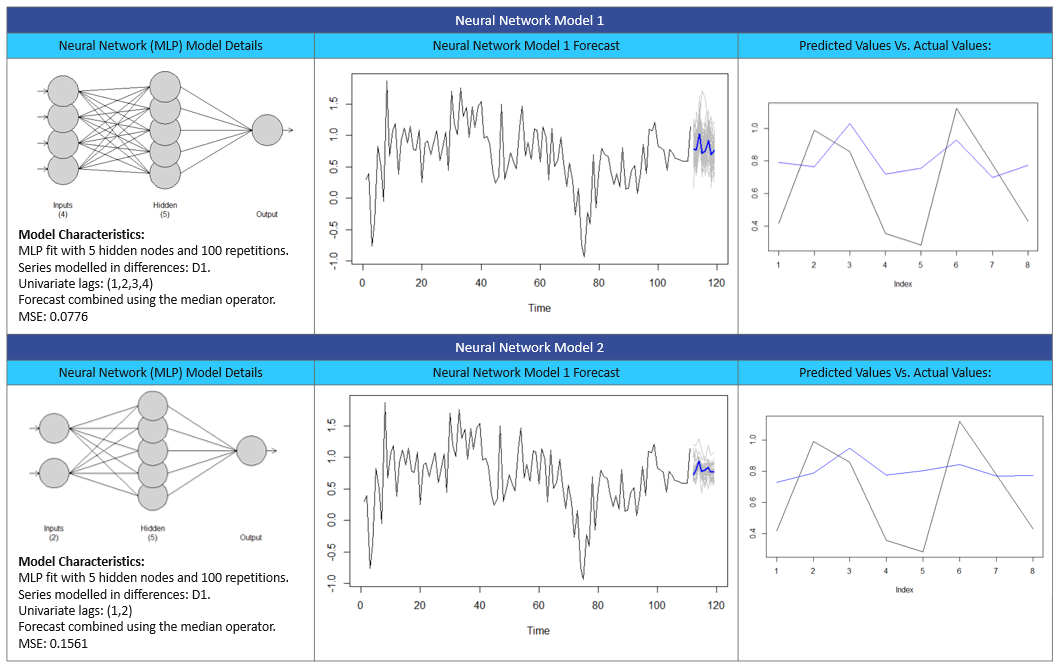 Neural Network Model 1
Neural Network (MLP) Model Details
Neural Network Model 1 Forecast
Predicted Values Vs. Actual Values:
Inputs
(4)
Hidden
(5)
Output
Model Characteristics:
MLP fit with 5 hidden nodes and 100 repetitions.
Series modelled in differences: D1.
Univariate lags: (1,2,3,4)
Forecast combined using the median operator.
MSE: 0.0776
1.5
1.0
0.5
0.0
-0.5
-1.0
0 20 40 60 80 100 120
Time
1.0
0.8
0.6
0.4
1 2 3 4 5 6 7 8
Index
Neural Network Model 2
Neural Network (MLP) Model Details
Neural Network Model 1 Forecast
Predicted Values Vs. Actual Values:
Inputs
(2)
Hidden
(5)
Output
Model Characteristics:
MLP fit with 5 hidden nodes and 100 repetitions.
Series modelled in differences: D1.
Univariate lags: (1,2)
Forecast combined using the median operator.
MSE: 0.1561
1.5
1.0
0.5
0.0
-0.5
-1.0
0 20 40 60 80 100 120
Time
1.0
0.8
0.6
0.4
1 2 3 4 5 6 7 8
Index